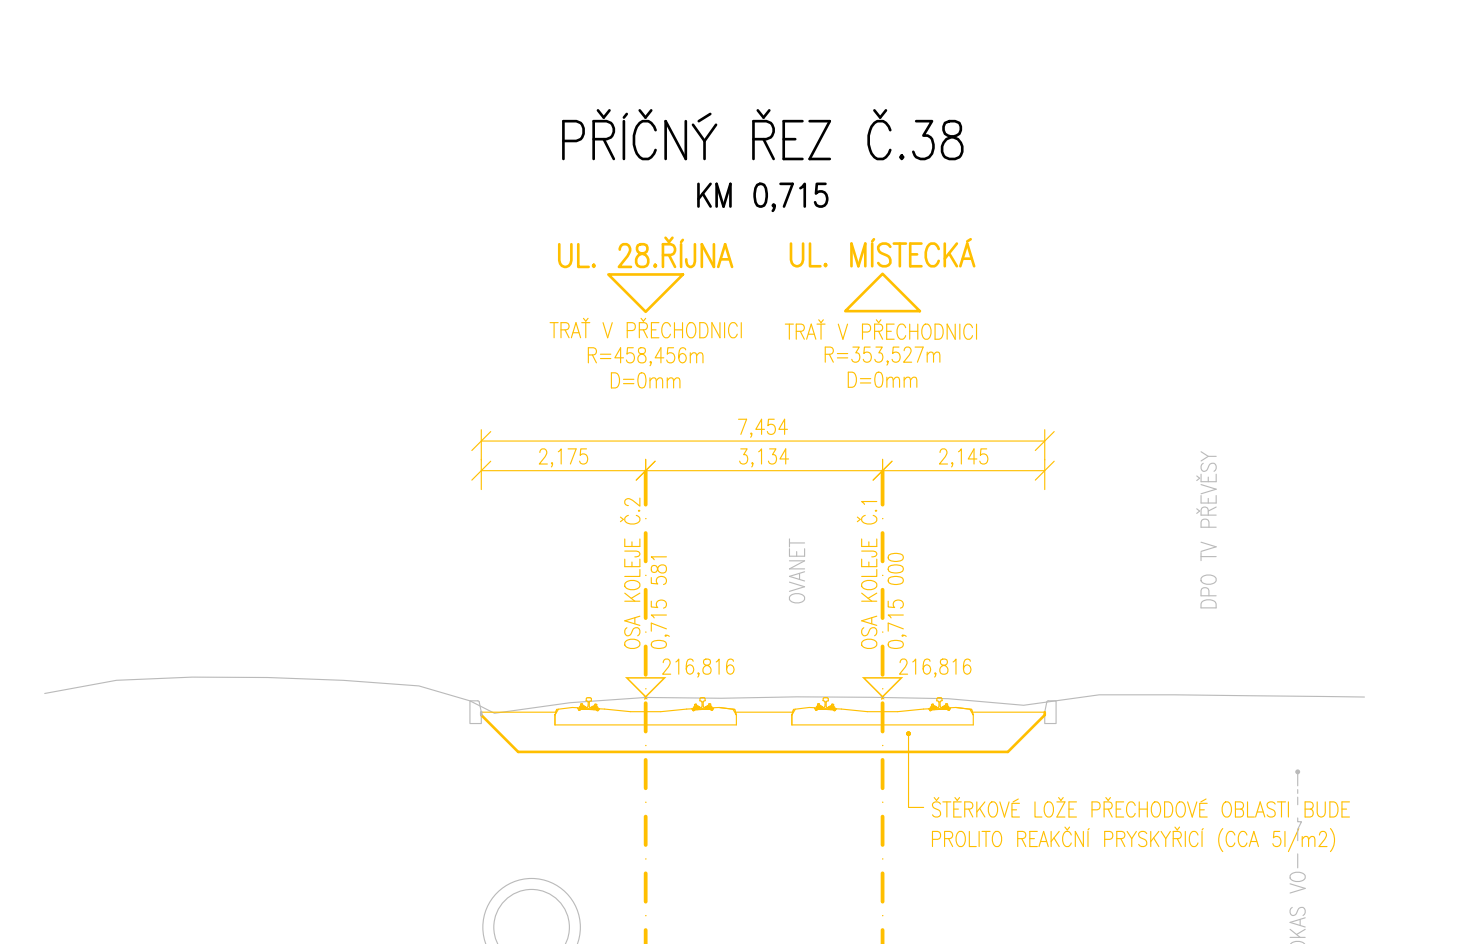 PŘÍČNÝ ŘEZ Č.38
KM 0,715
UL. 28.ŘÍJNA
UL. MÍSTECKÁ
TRAŤ V PŘECHODNICI
R=458,456m
D=0mm
TRAŤ V PŘECHODNICI
R=353,527m
D=0mm
7,454
2,175
3,134
2,145
OSA KOLEJE Č.2
0,715 581
OVANET
OSA KOLEJE Č.1
0,715 000
DPO TV PŘEVĚSY
216,816
216,816
ŠTĚRKOVÉ LOŽE PŘECHODOVÉ OBLASTI BUDE
PROLITO REAKČNÍ PRYSKYŘICÍ (CCA 5l/m2)
VO